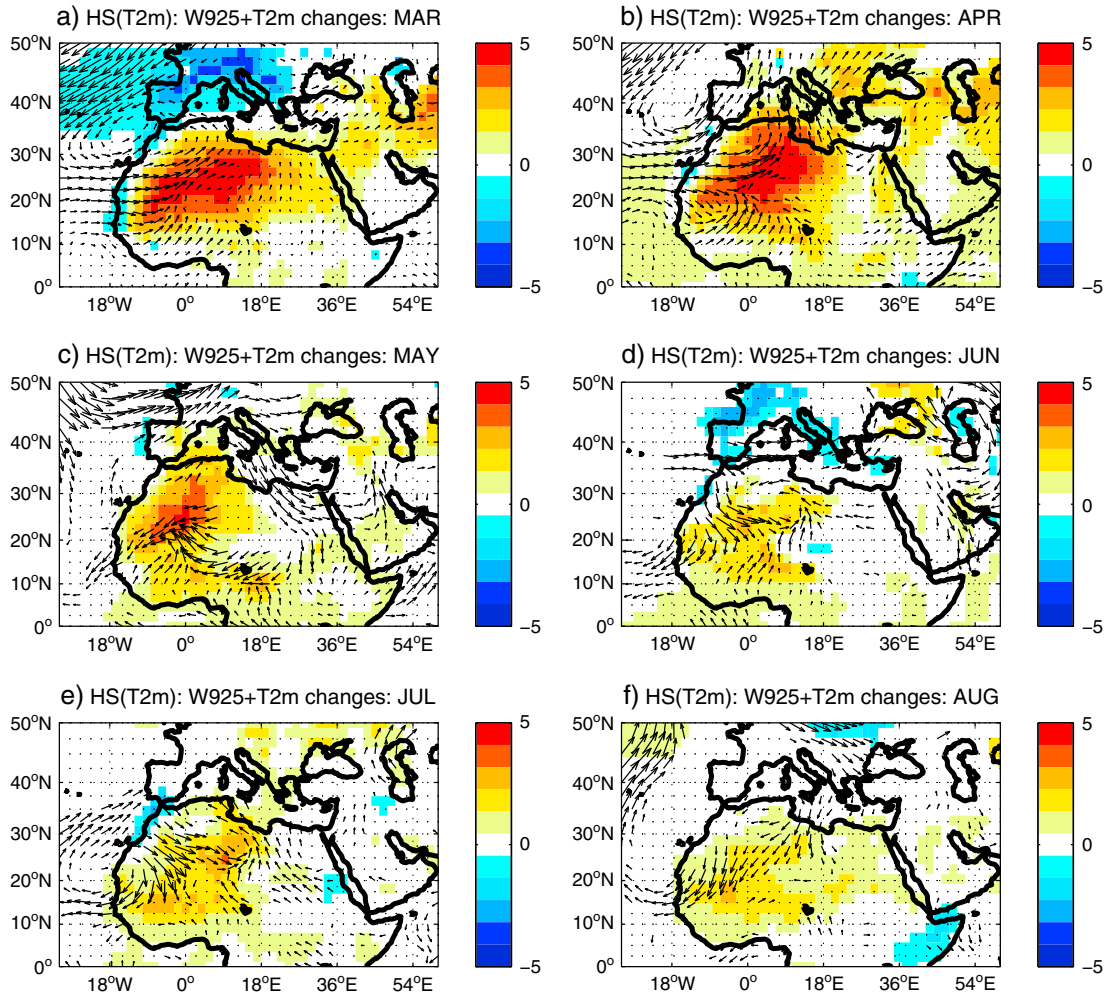 a) HS(T2m): W925+T2m changes: MAR
50°N
40°N
30°N
20°N
10°N
0°
18°W 0° 18°E 36°E 54°E
5
0
−5
b) HS(T2m): W925+T2m changes: APR
50°N
40°N
30°N
20°N
10°N
0°
18°W 0° 18°E 36°E 54°E
5
0
−5
c) HS(T2m): W925+T2m changes: MAY
50°N
40°N
30°N
20°N
10°N
0°
18°W 0° 18°E 36°E 54°E
5
0
−5
d) HS(T2m): W925+T2m changes: JUN
50°N
40°N
30°N
20°N
10°N
0°
18°W 0° 18°E 36°E 54°E
5
0
−5
e) HS(T2m): W925+T2m changes: JUL
50°N
40°N
30°N
20°N
10°N
0°
18°W 0° 18°E 36°E 54°E
5
0
−5
f) HS(T2m): W925+T2m changes: AUG
50°N
40°N
30°N
20°N
10°N
0°
18°W 0° 18°E 36°E 54°E
5
0
−5